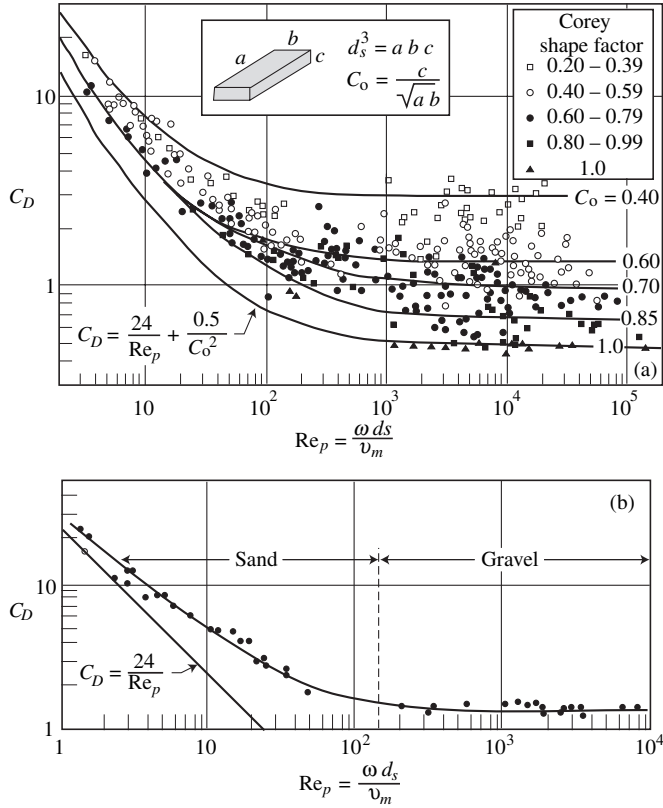 a
b
c
d_s^3 = a b c
C_o = c / √(a b)
Corey
shape factor
□ 0.20 – 0.39
○ 0.40 – 0.59
● 0.60 – 0.79
■ 0.80 – 0.99
▲ 1.0
10
C_D
1
C_o = 0.40
0.60
0.70
0.85
1.0
C_D = 24/Re_p + 0.5/C_o^2
(a)
10
10^2
10^3
10^4
10^5
Re_p = ω ds / υ_m
(b)
Sand
Gravel
10
C_D
C_D = 24/Re_p
1
1
10
10^2
10^3
10^4
Re_p = ω d_s / υ_m